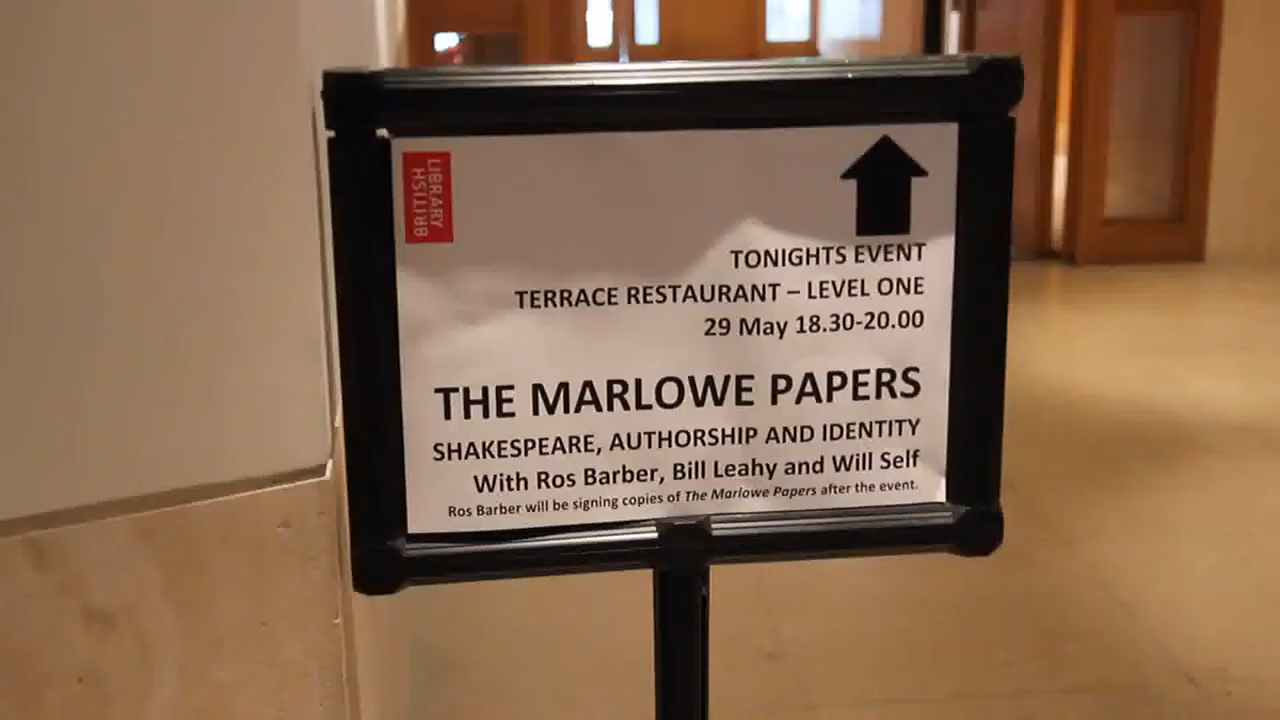 BRITISH
LIBRARY
TONIGHTS EVENT
TERRACE RESTAURANT – LEVEL ONE
29 May 18.30-20.00
THE MARLOWE PAPERS
SHAKESPEARE, AUTHORSHIP AND IDENTITY
With Ros Barber, Bill Leahy and Will Self
Ros Barber will be signing copies of The Marlowe Papers after the event.